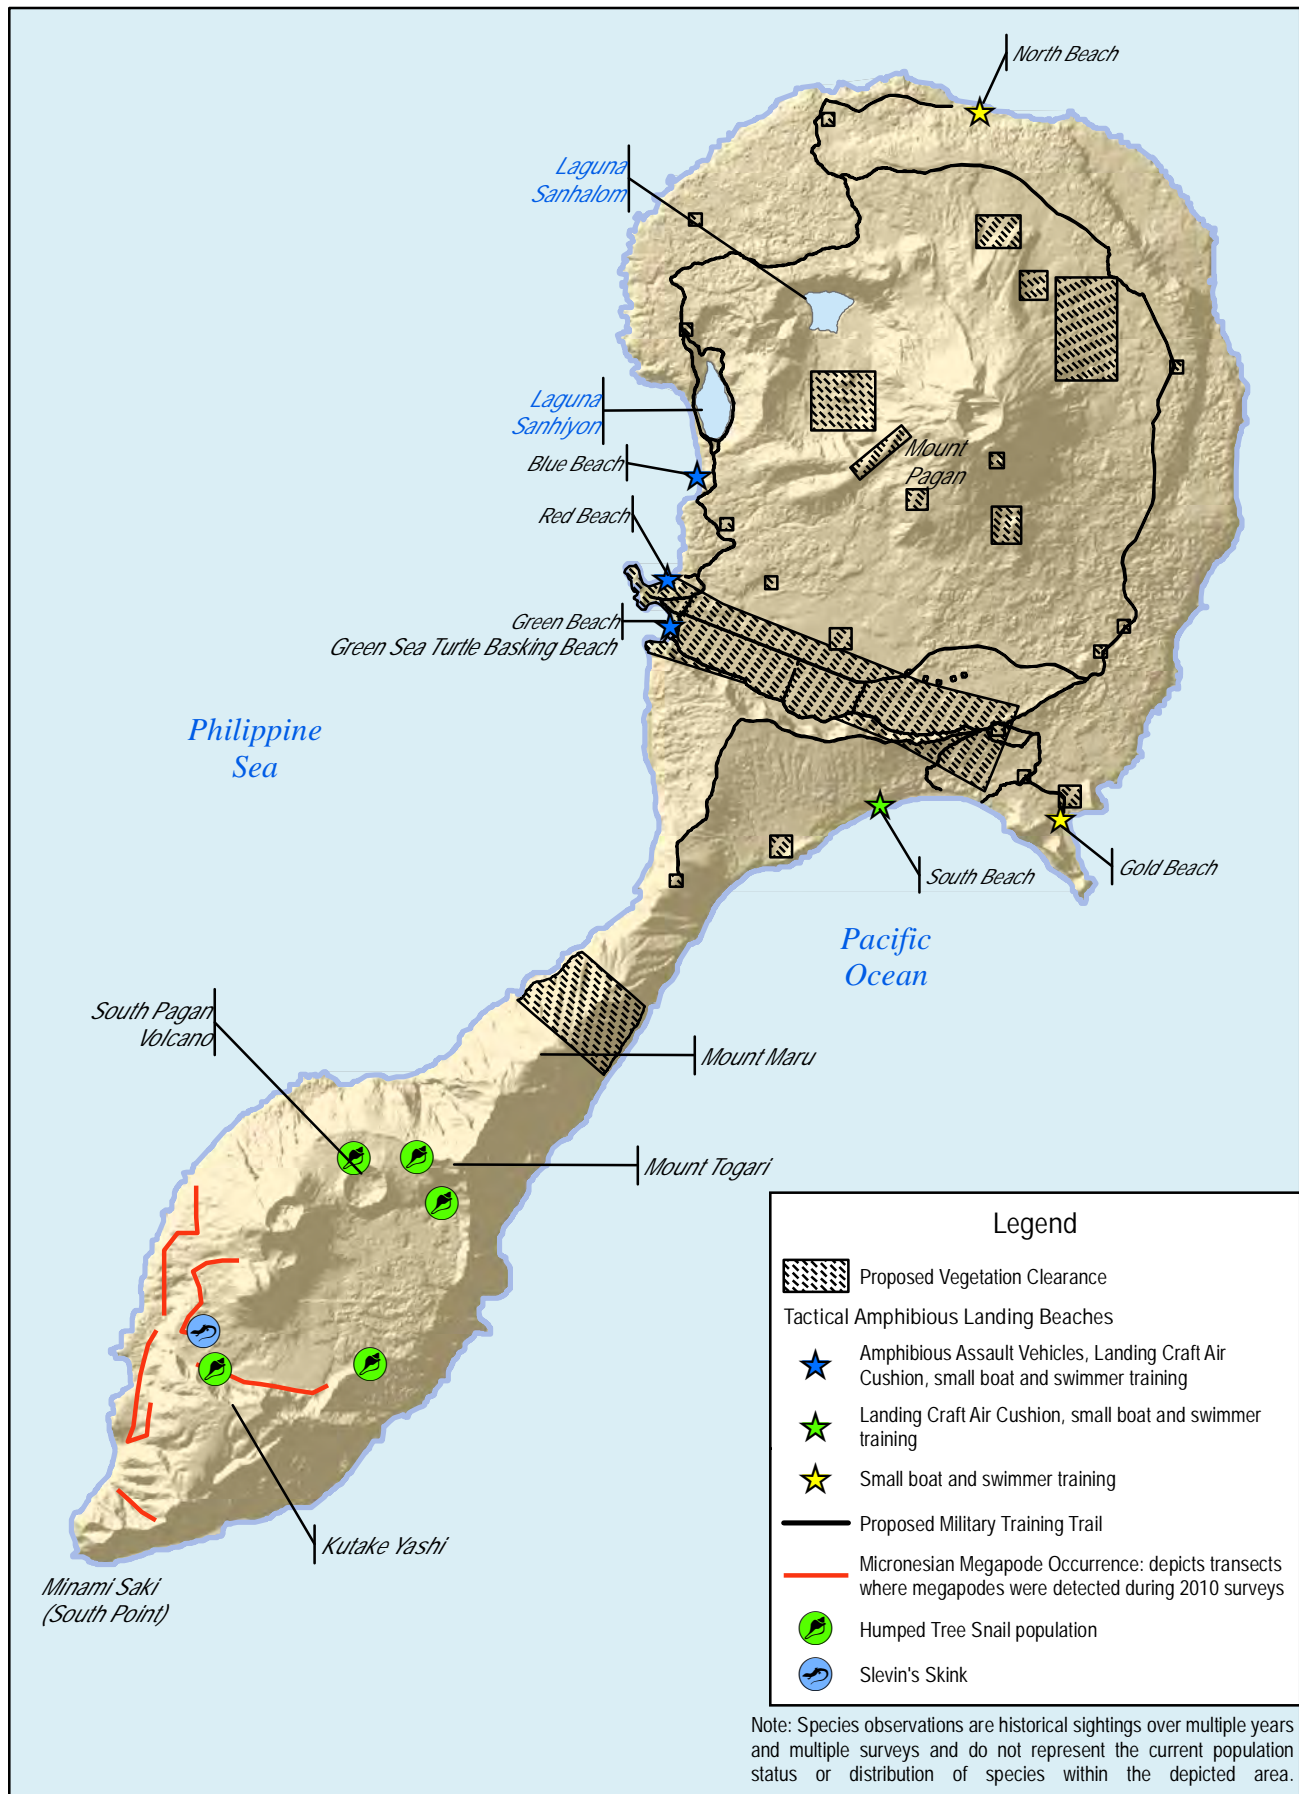 North Beach
Laguna
Sanhalom
Laguna
Sanhiyon
Blue Beach
Mount
Pagan
Red Beach
Green Beach
Green Sea Turtle Basking Beach
Philippine
Sea
South Beach
Gold Beach
Pacific
Ocean
South Pagan
Volcano
Mount Maru
Mount Togari
Kutake Yashi
Minami Saki
(South Point)
Legend
Proposed Vegetation Clearance
Tactical Amphibious Landing Beaches
Amphibious Assault Vehicles, Landing Craft Air
Cushion, small boat and swimmer training
Landing Craft Air Cushion, small boat and swimmer
training
Small boat and swimmer training
Proposed Military Training Trail
Micronesian Megapode Occurrence: depicts transects
where megapodes were detected during 2010 surveys
Humped Tree Snail population
Slevin's Skink
Note: Species observations are historical sightings over multiple years
and multiple surveys and do not represent the current population
status or distribution of species within the depicted area.